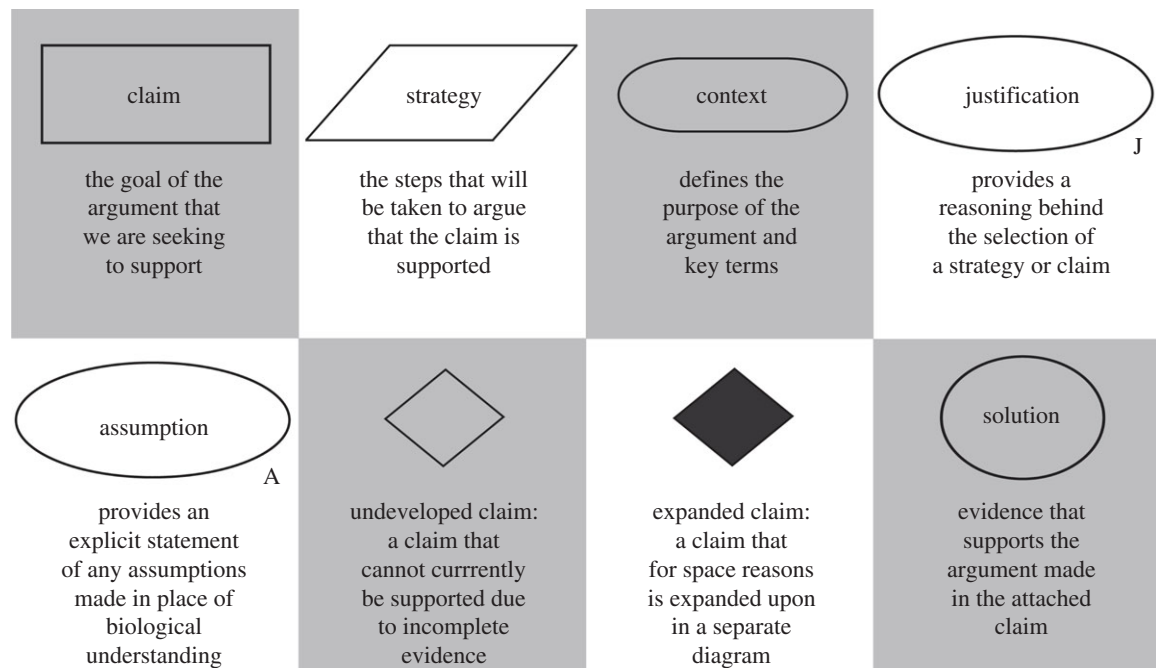 claim
the goal of the
argument that
we are seeking
to support
strategy
the steps that will
be taken to argue
that the claim is
supported
context
defines the
purpose of the
argument and
key terms
justification
J
provides a
reasoning behind
the selection of
a strategy or claim
assumption
A
provides an
explicit statement
of any assumptions
made in place of
biological
understanding
undeveloped claim:
a claim that
cannot currrently
be supported due
to incomplete
evidence
expanded claim:
a claim that
for space reasons
is expanded upon
in a separate
diagram
solution
evidence that
supports the
argument made
in the attached
claim